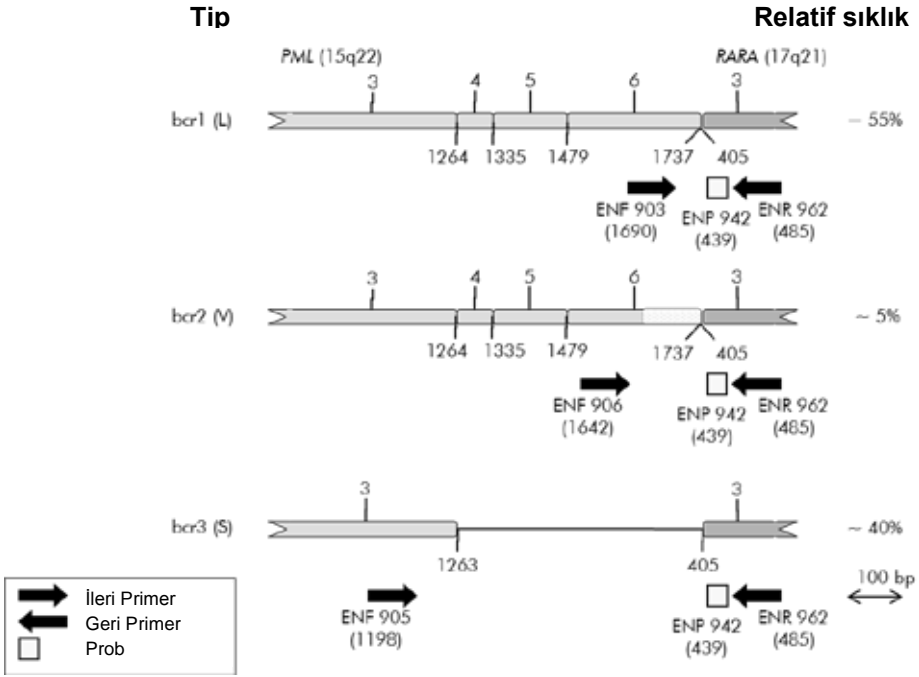 Tip Relatif sıklık
PML (15q22) RARA (17q21)
3 4 5 6 3
bcr1 (L) – 55%
1264 1335 1479 1737 405
ENF 903 ENP 942 ENR 962
(1690) (439) (485)
3 4 5 6 3
bcr2 (V) ~ 5%
1264 1335 1479 1737 405
ENF 906 ENP 942 ENR 962
(1642) (439) (485)
3 3
bcr3 (S) ~ 40%
1263 405
100 bp
ENF 905 ENP 942 ENR 962
(1198) (439) (485)
İleri Primer
Geri Primer
Prob